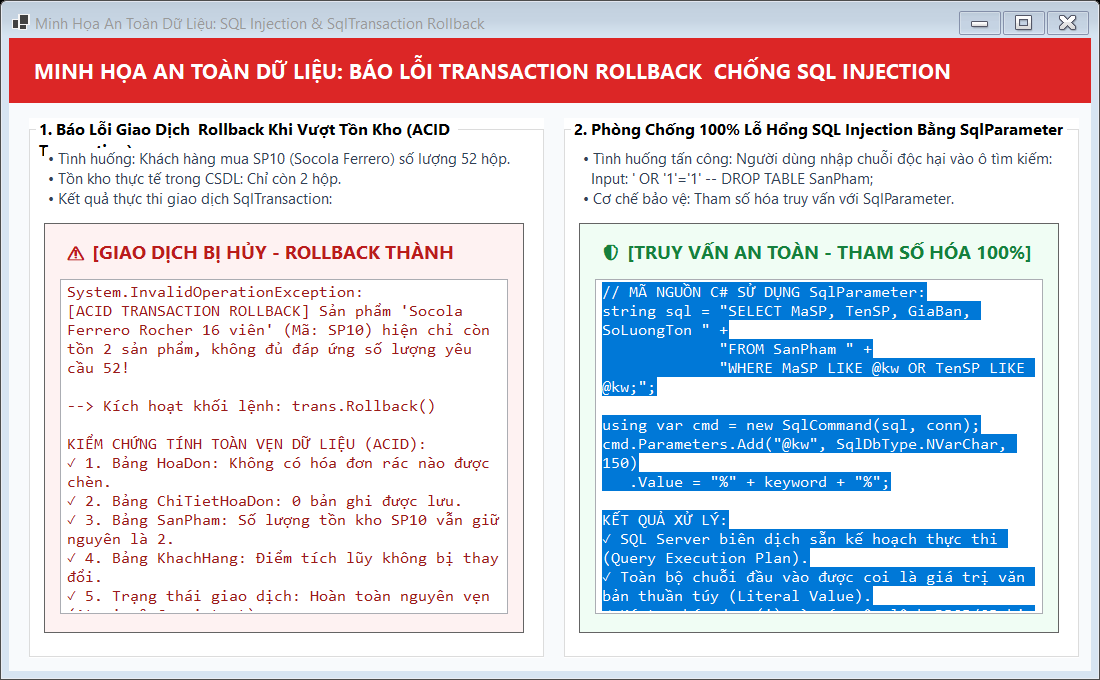 Minh Họa An Toàn Dữ Liệu: SQL Injection & SqlTransaction Rollback
MINH HỌA AN TOÀN DỮ LIỆU: BÁO LỖI TRANSACTION ROLLBACK  CHỐNG SQL INJECTION
1. Báo Lỗi Giao Dịch  Rollback Khi Vượt Tồn Kho (ACID
• Tình huống: Khách hàng mua SP10 (Socola Ferrero) số lượng 52 hộp.
• Tồn kho thực tế trong CSDL: Chỉ còn 2 hộp.
• Kết quả thực thi giao dịch SqlTransaction:
⚠ [GIAO DỊCH BỊ HỦY - ROLLBACK THÀNH
System.InvalidOperationException:
[ACID TRANSACTION ROLLBACK] Sản phẩm 'Socola
Ferrero Rocher 16 viên' (Mã: SP10) hiện chỉ còn
tồn 2 sản phẩm, không đủ đáp ứng số lượng yêu
cầu 52!
--> Kích hoạt khối lệnh: trans.Rollback()
KIỂM CHỨNG TÍNH TOÀN VẸN DỮ LIỆU (ACID):
✓ 1. Bảng HoaDon: Không có hóa đơn rác nào được
chèn.
✓ 2. Bảng ChiTietHoaDon: 0 bản ghi được lưu.
✓ 3. Bảng SanPham: Số lượng tồn kho SP10 vẫn giữ
nguyên là 2.
✓ 4. Bảng KhachHang: Điểm tích lũy không bị thay
đổi.
✓ 5. Trạng thái giao dịch: Hoàn toàn nguyên vẹn
2. Phòng Chống 100% Lỗ Hổng SQL Injection Bằng SqlParameter
• Tình huống tấn công: Người dùng nhập chuỗi độc hại vào ô tìm kiếm:
Input: ' OR '1'='1' -- DROP TABLE SanPham;
• Cơ chế bảo vệ: Tham số hóa truy vấn với SqlParameter.
[TRUY VẤN AN TOÀN - THAM SỐ HÓA 100%]
// MÃ NGUỒN C# SỬ DỤNG SqlParameter:
string sql = "SELECT MaSP, TenSP, GiaBan,
SoLuongTon " +
"FROM SanPham " +
"WHERE MaSP LIKE @kw OR TenSP LIKE
@kw;";
using var cmd = new SqlCommand(sql, conn);
cmd.Parameters.Add("@kw", SqlDbType.NVarChar,
150)
.Value = "%" + keyword + "%";
KẾT QUẢ XỬ LÝ:
✓ SQL Server biên dịch sẵn kế hoạch thực thi
(Query Execution Plan).
✓ Toàn bộ chuỗi đầu vào được coi là giá trị văn
bản thuần túy (Literal Value).